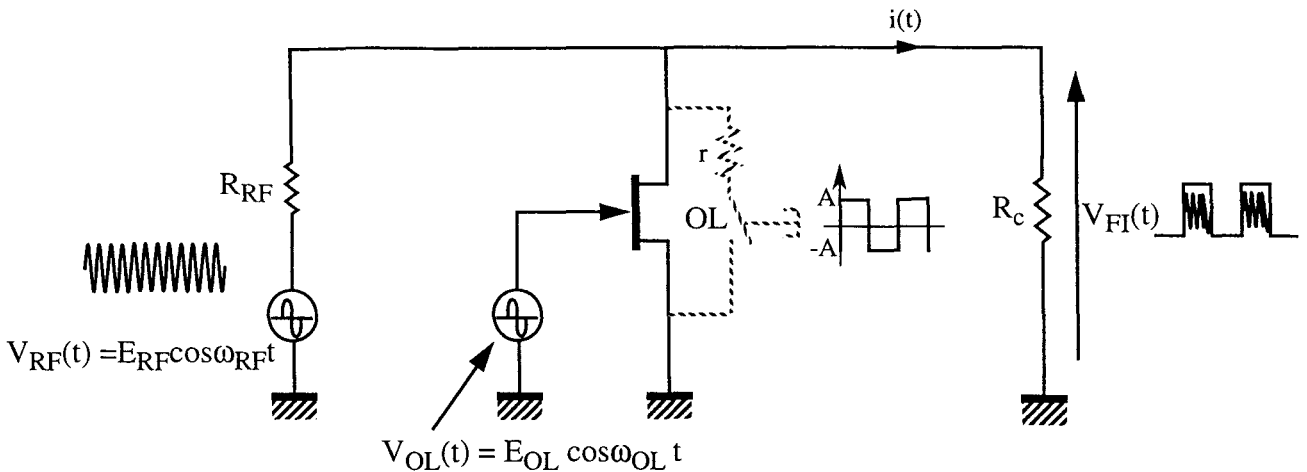 i(t)
r
R_RF
OL
A
-A
R_c
V_FI(t)
V_RF(t) =E_RF cosω_RF t
V_OL(t) = E_OL cosω_OL t